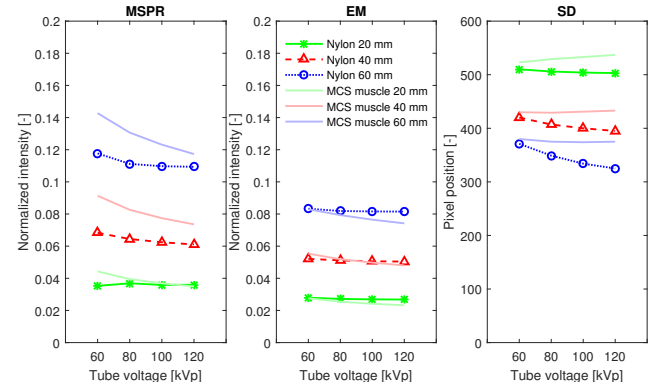 MSPR
0.2
0.18
0.16
0.14
0.12
0.1
0.08
0.06
0.04
0.02
0
Normalized intensity [-]
60 80 100 120
Tube voltage [kVp]
EM
0.2
0.18
0.16
0.14
0.12
0.1
0.08
0.06
0.04
0.02
0
Normalized intensity [-]
Nylon 20 mm
Nylon 40 mm
Nylon 60 mm
MCS muscle 20 mm
MCS muscle 40 mm
MCS muscle 60 mm
60 80 100 120
Tube voltage [kVp]
SD
600
500
400
300
200
100
0
Pixel position [-]
60 80 100 120
Tube voltage [kVp]